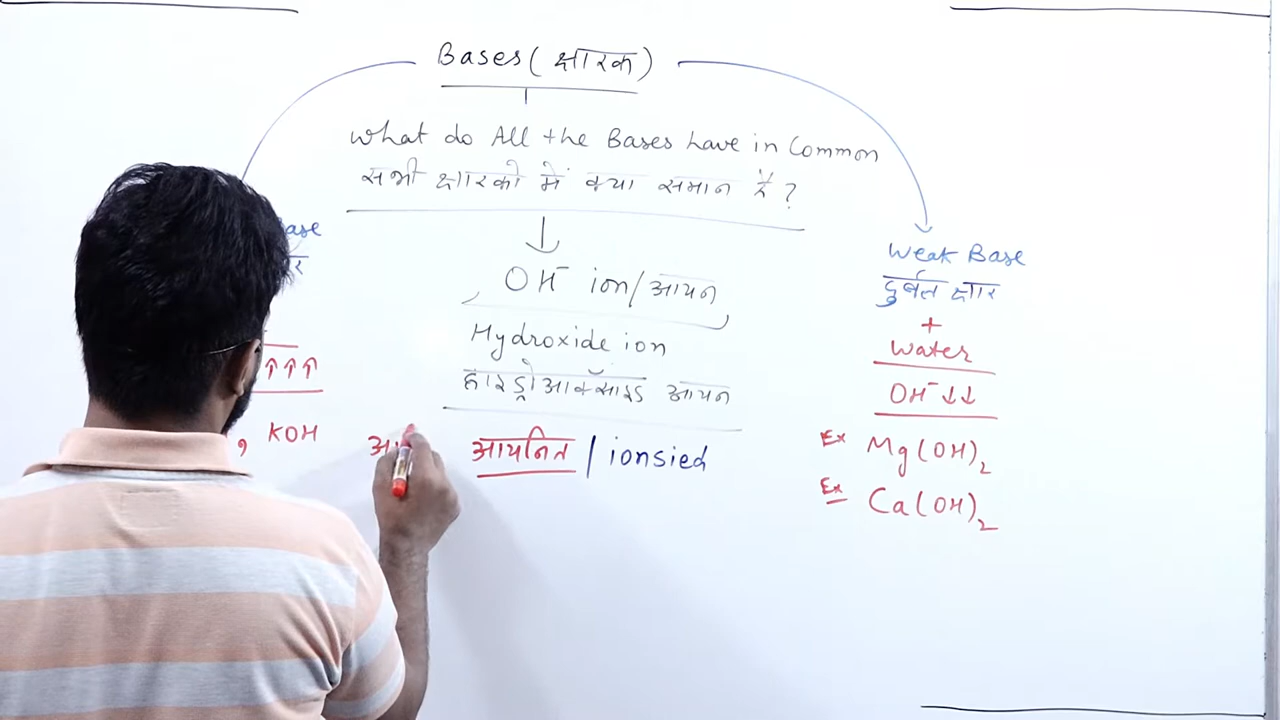 Bases (क्षारक)
What do All the Bases have in Common
सभी क्षारको में क्या समान है ?
OH⁻ ion/आयन
Hydroxide ion
हाइड्रोआक्साइड आयन
आयनित / ionsied
ase
↑↑↑
, KOH
Weak Base
दुर्बल क्षार
+
Water
OH⁻ ↓↓
Ex Mg(OH)₂
Ex Ca(OH)₂